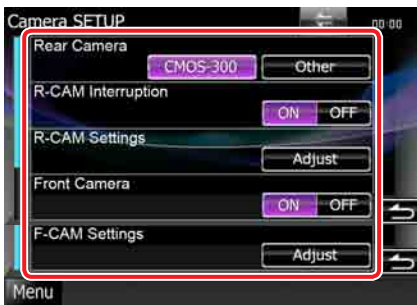 Camera SETUP 00:00
Rear Camera
CMOS-300 Other
R-CAM Interruption
ON OFF
R-CAM Settings
Adjust
Front Camera
ON OFF
F-CAM Settings
Adjust
Menu